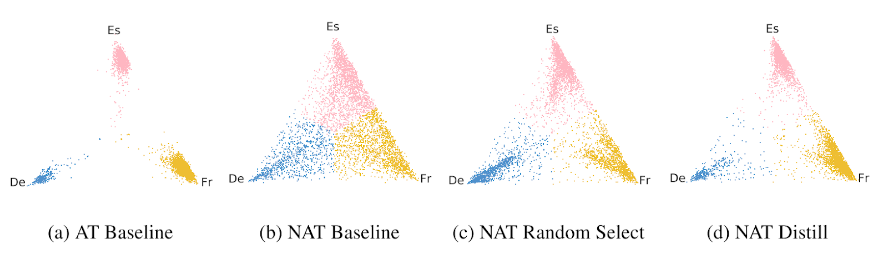 Es
De
Fr
(a) AT Baseline
Es
De
Fr
(b) NAT Baseline
Es
De
Fr
(c) NAT Random Select
Es
De
Fr
(d) NAT Distill